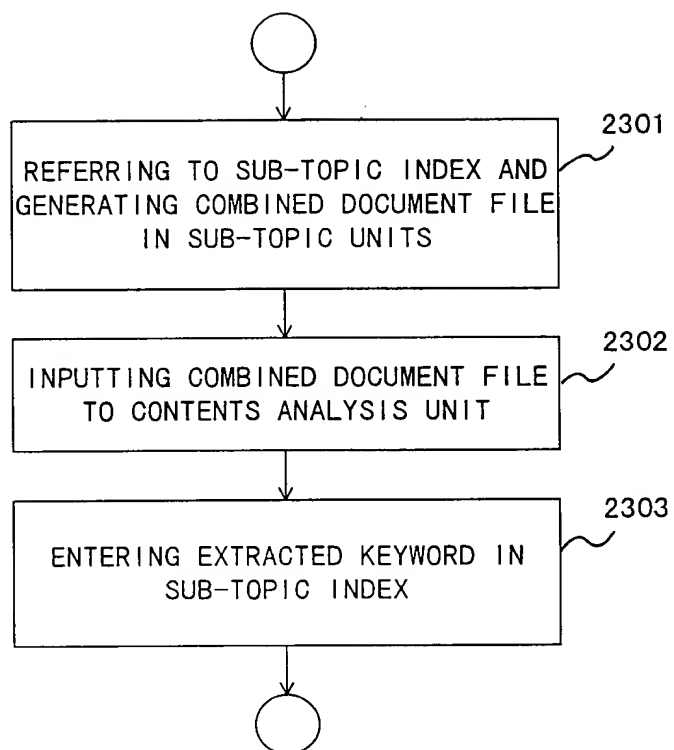 2301
REFERRING TO SUB-TOPIC INDEX AND
GENERATING COMBINED DOCUMENT FILE
IN SUB-TOPIC UNITS
2302
INPUTTING COMBINED DOCUMENT FILE
TO CONTENTS ANALYSIS UNIT
2303
ENTERING EXTRACTED KEYWORD IN
SUB-TOPIC INDEX